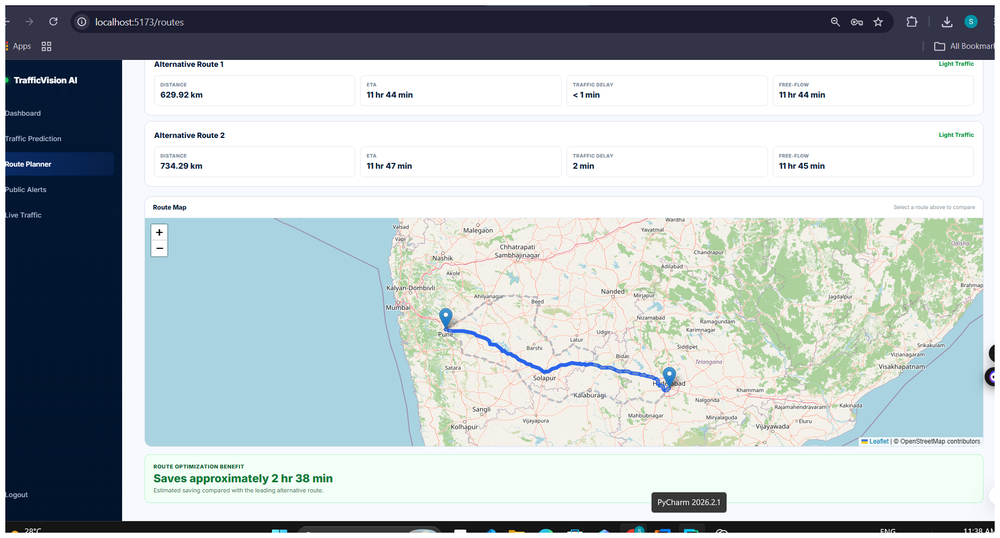 localhost:5173/routes
S
Apps
All Bookmar
TrafficVision AI
Dashboard
Traffic Prediction
Route Planner
Public Alerts
Live Traffic
Logout
Alternative Route 1
Light Traffic
DISTANCE
629.92 km
ETA
11 hr 44 min
TRAFFIC DELAY
< 1 min
FREE-FLOW
11 hr 44 min
Alternative Route 2
Light Traffic
DISTANCE
734.29 km
ETA
11 hr 47 min
TRAFFIC DELAY
2 min
FREE-FLOW
11 hr 45 min
Route Map
Select a route above to compare
+
−
Wardha
Valsad
Malegaon
Yavatmal
Vapi
Odisha
Chhatrapati
Sambhajinagar
Chandrapur
Nashik
Adilabad
Akole
Brahmap
Kalyan-Dombivli
Nanded
Mirjapur
Ahilyanagar
Jagdalpur
Beed
Mumbai
Nizamabad
Ramagundam
Karimnagar
Pune
Udgir
Latur
Barshi
Siddipet
Srikakulam
Bidar
Vizianagaram
Telangana
Satara
Visakhapatnam
Solapur
Hyderabad
Khammam
Kalaburagi
Nalgonda
Sangli
Rajamahendravaram
Kakinada
Mahbubnagar
Miryalaguda
Vijayapura
Eluru
Kolhapur
Vijayawada
Leaflet | © OpenStreetMap contributors
ROUTE OPTIMIZATION BENEFIT
Saves approximately 2 hr 38 min
Estimated saving compared with the leading alternative route.
PyCharm 2026.2.1
28°C
S
ENG
11:38 AM